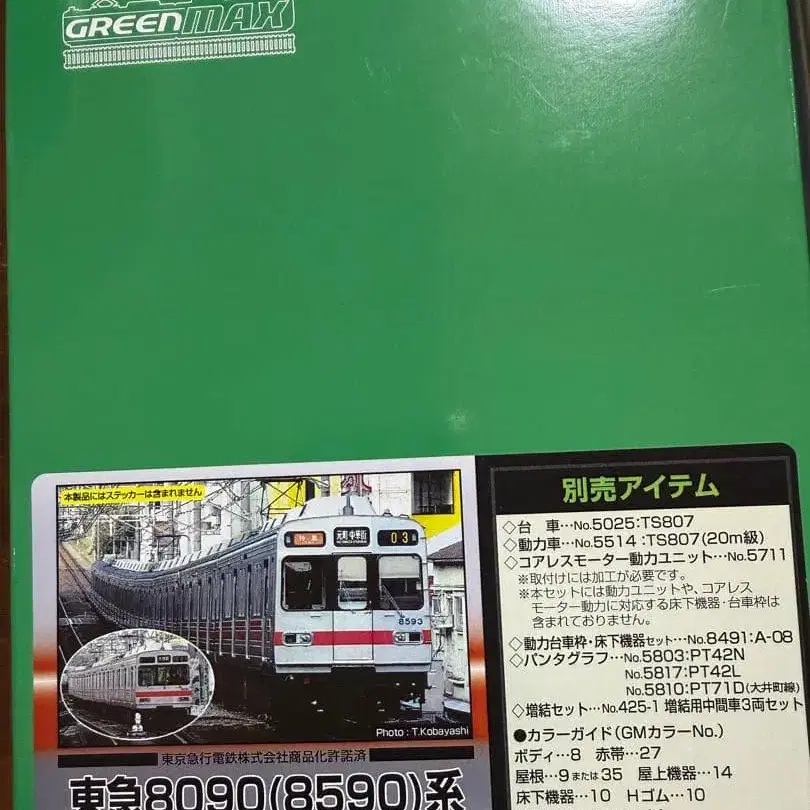 GREENMAX
本製品にはステッカーは含まれません
元町・中華街
03
8593
Photo : T.Kobayashi
東京急行電鉄株式会社商品化許諾済
東急8090(8590)系
別売アイテム
◇台 車…No.5025:TS807
◇動力車…No.5514 :TS807(20m級)
◇コアレスモーター動力ユニット…No.5711
※取付けには加工が必要です。
※本セットには動力ユニットや、コアレス
モーター動力に対応する床下機器・台車枠は
含まれておりません。
◇動力台車枠・床下機器セット…No.8491:A-08
◇パンタグラフ…No.5803:PT42N
No.5817:PT42L
No.5810:PT71D(大井町線)
◇増結セット…No.425-1 増結用中間車3両セット
●カラーガイド(GMカラーNo.)
ボディ…8 赤帯…27
屋根…9または35 屋上機器…14
床下機器…10 Hゴム…10